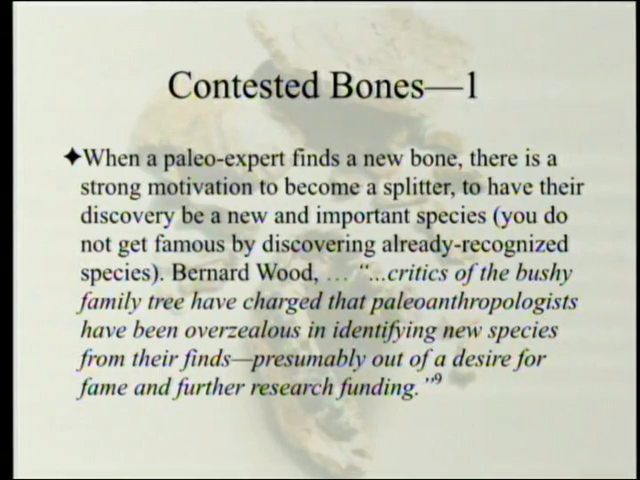 Contested Bones—1
✦When a paleo-expert finds a new bone, there is a
strong motivation to become a splitter, to have their
discovery be a new and important species (you do
not get famous by discovering already-recognized
species). Bernard Wood, … “...critics of the bushy
family tree have charged that paleoanthropologists
have been overzealous in identifying new species
from their finds—presumably out of a desire for
fame and further research funding.”9